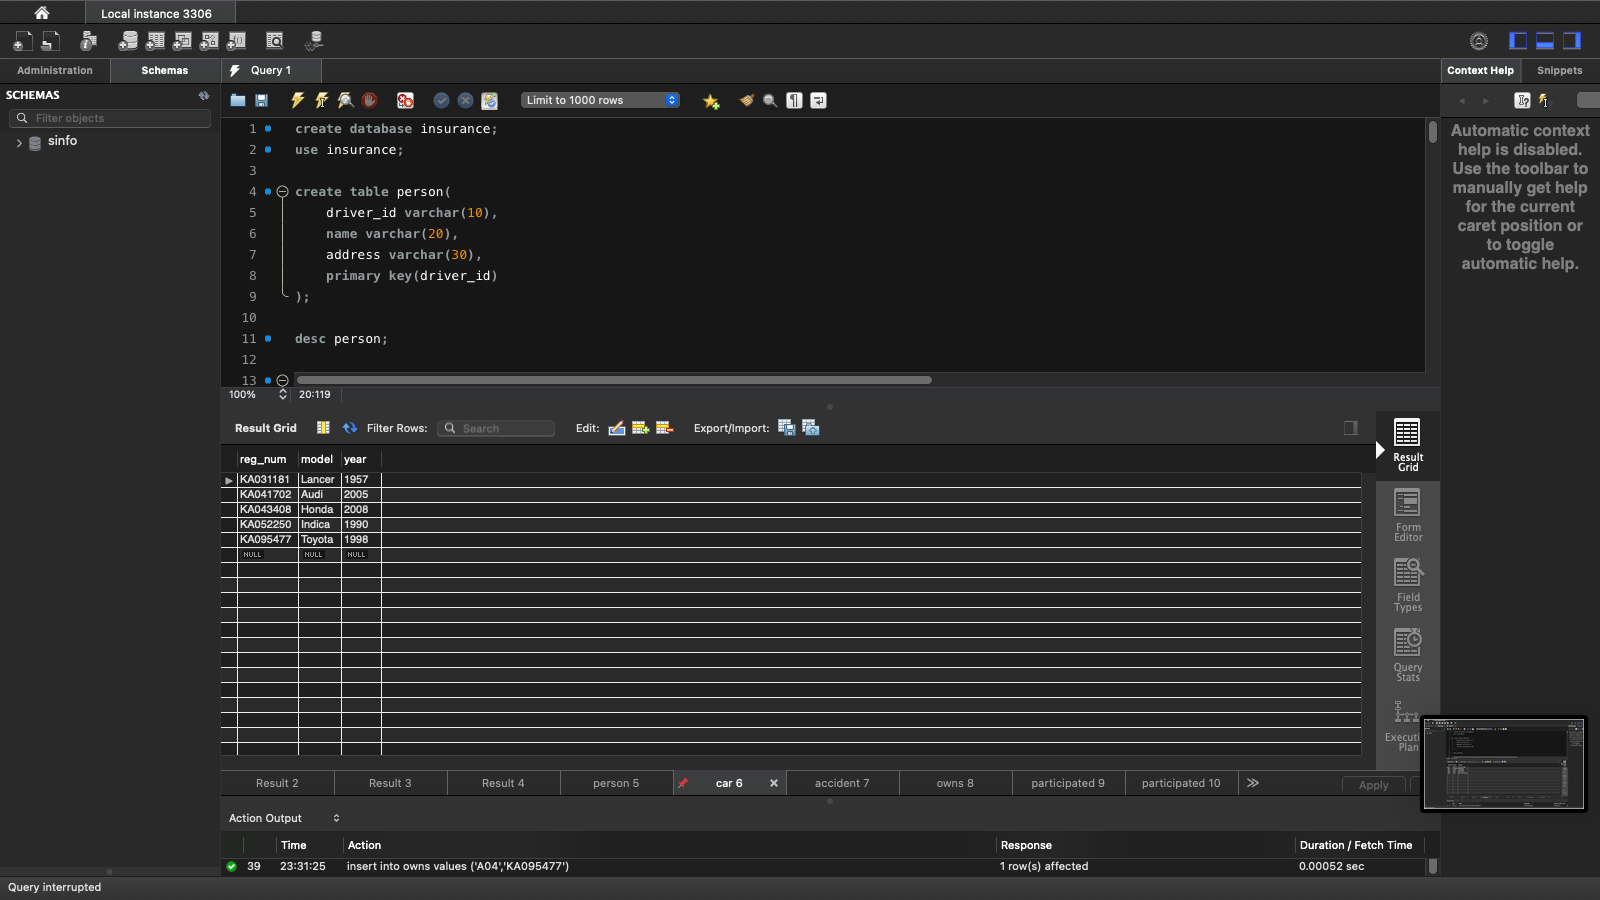 Local instance 3306
Administration
Schemas
Query 1
Context Help
Snippets
SCHEMAS
Filter objects
sinfo
Limit to 1000 rows
1 create database insurance;
2 use insurance;
3
4 create table person(
5 driver_id varchar(10),
6 name varchar(20),
7 address varchar(30),
8 primary key(driver_id)
9 );
10
11 desc person;
12
13
100%
20:119
Automatic context
help is disabled.
Use the toolbar to
manually get help
for the current
caret position or
to toggle
automatic help.
Result Grid
Filter Rows:
Search
Edit:
Export/Import:
reg_num model year
KA031181 Lancer 1957
KA041702 Audi 2005
KA043408 Honda 2008
KA052250 Indica 1990
KA095477 Toyota 1998
NULL NULL NULL
Result
Grid
Form
Editor
Field
Types
Query
Stats
Result 2
Result 3
Result 4
person 5
car 6
accident 7
owns 8
participated 9
participated 10
Apply
Action Output
Time Action Response Duration / Fetch Time
39 23:31:25 insert into owns values ('A04','KA095477') 1 row(s) affected 0.00052 sec
Query interrupted